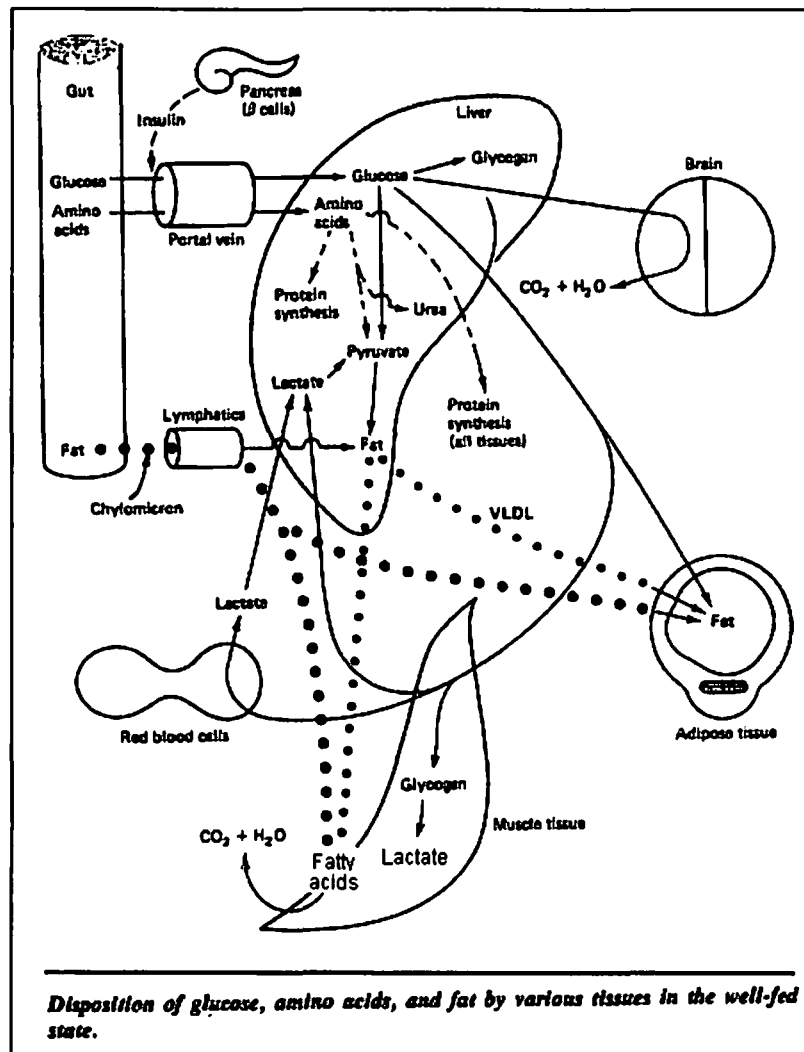 Gut
Pancreas
(β cells)
Insulin
Liver
Glucose
Glucose
Glycogen
Brain
Amino
acids
Amino
acids
Portal vein
CO₂ + H₂O
Protein
synthesis
Urea
Pyruvate
Lactate
Protein
synthesis
(all tissues)
Lymphatics
Fat
Fat
Chylomicron
VLDL
Lactate
Fat
Red blood cells
Adipose tissue
Glycogen
Muscle tissue
CO₂ + H₂O
Fatty
acids
Lactate
Disposition of glucose, amino acids, and fat by various tissues in the well-fed
state.